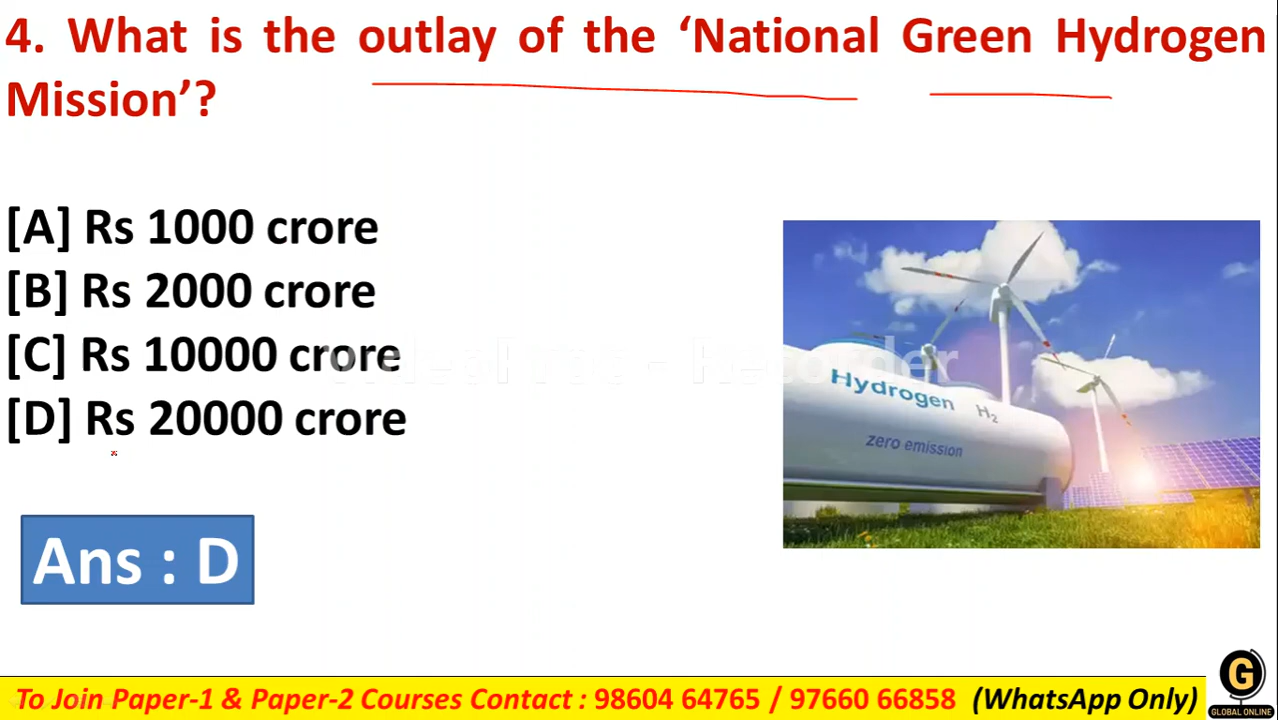 4. What is the outlay of the ‘National Green Hydrogen
Mission’?
[A] Rs 1000 crore
[B] Rs 2000 crore
[C] Rs 10000 crore
[D] Rs 20000 crore
VideoProc - Recorder
Hydrogen H2
zero emission
Ans : D
To Join Paper-1 & Paper-2 Courses Contact : 98604 64765 / 97660 66858 (WhatsApp Only)
G
GLOBAL ONLINE